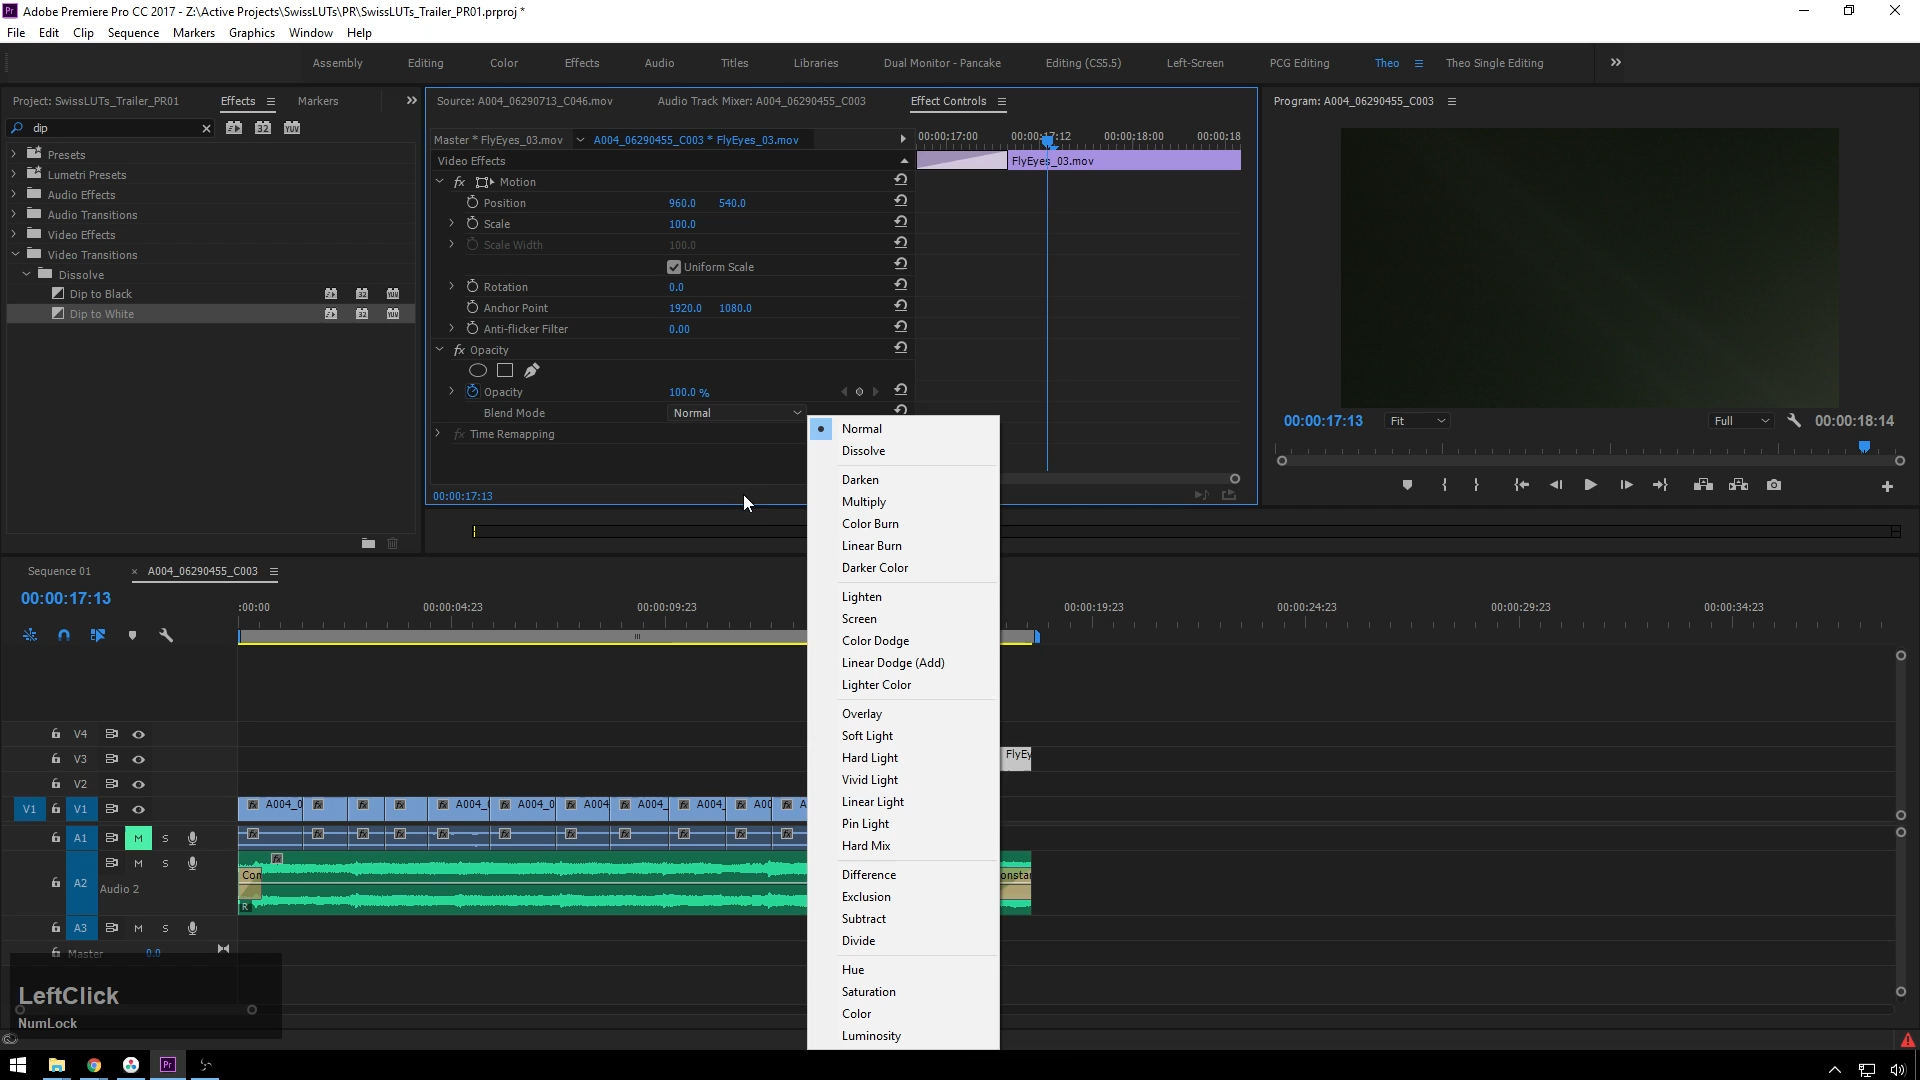 Adobe Premiere Pro CC 2017 - Z:\Active Projects\SwissLUTs\PR\SwissLUTs_Trailer_PR01.prproj *
File Edit Clip Sequence Markers Graphics Window Help
Assembly Editing Color Effects Audio Titles Libraries Dual Monitor - Pancake Editing (CS5.5) Left-Screen PCG Editing Theo Theo Single Editing
Project: SwissLUTs_Trailer_PR01 Effects Markers
dip
Presets
Lumetri Presets
Audio Effects
Audio Transitions
Video Effects
Video Transitions
Dissolve
Dip to Black
Dip to White
Source: A004_06290713_C046.mov Audio Track Mixer: A004_06290455_C003 Effect Controls
Master * FlyEyes_03.mov A004_06290455_C003 * FlyEyes_03.mov
00:00:17:00 00:00:17:12 00:00:18:00 00:00:18
Video Effects
FlyEyes_03.mov
Motion
Position 960.0 540.0
Scale 100.0
Scale Width 100.0
Uniform Scale
Rotation 0.0
Anchor Point 1920.0 1080.0
Anti-flicker Filter 0.00
Opacity
Opacity 100.0 %
Blend Mode Normal
Time Remapping
00:00:17:13
Normal
Dissolve
Darken
Multiply
Color Burn
Linear Burn
Darker Color
Lighten
Screen
Color Dodge
Linear Dodge (Add)
Lighter Color
Overlay
Soft Light
Hard Light
Vivid Light
Linear Light
Pin Light
Hard Mix
Difference
Exclusion
Subtract
Divide
Hue
Saturation
Color
Luminosity
Program: A004_06290455_C003
00:00:17:13 Fit Full 00:00:18:14
Sequence 01 × A004_06290455_C003
00:00:17:13
:00:00 00:00:04:23 00:00:09:23 00:00:19:23 00:00:24:23 00:00:29:23 00:00:34:23
V4
V3 FlyEy
V2
V1 V1 A004_0 A004_ A004_0 A004 A004_ A004_ A00 A
A1 M S
A2 M S
Audio 2
Con onstan
R
A3 M S
Master 0.0
LeftClick
NumLock